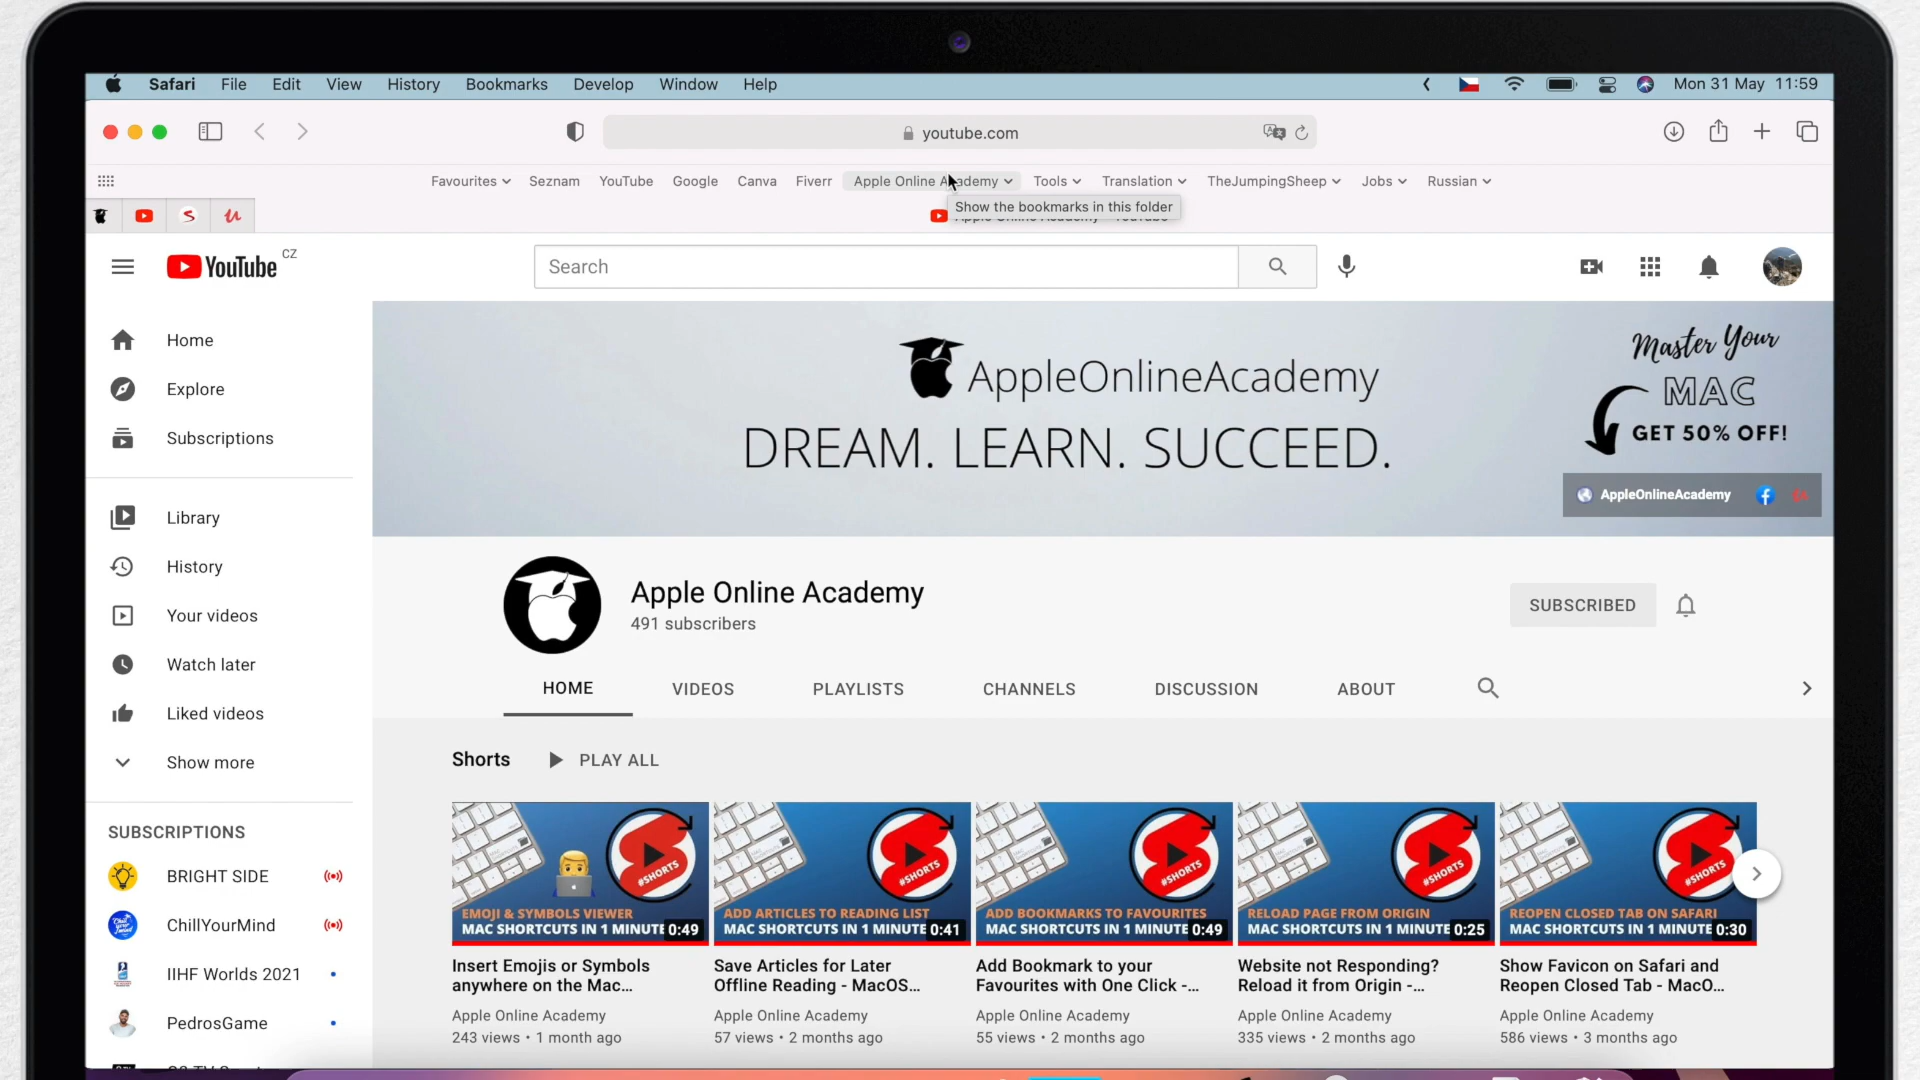 Safari File Edit View History Bookmarks Develop Window Help Mon 31 May 11:59
youtube.com
Favourites Seznam YouTube Google Canva Fiverr Apple Online Academy Tools Translation TheJumpingSheep Jobs Russian
Show the bookmarks in this folder
YouTube CZ
Search
Home
Explore
Subscriptions
Library
History
Your videos
Watch later
Liked videos
Show more
SUBSCRIPTIONS
BRIGHT SIDE
ChillYourMind
IIHF Worlds 2021
PedrosGame
AppleOnlineAcademy
DREAM. LEARN. SUCCEED.
Master Your
MAC
GET 50% OFF!
AppleOnlineAcademy
Apple Online Academy
491 subscribers
SUBSCRIBED
HOME VIDEOS PLAYLISTS CHANNELS DISCUSSION ABOUT
Shorts PLAY ALL
#SHORTS
EMOJI & SYMBOLS VIEWER
MAC SHORTCUTS IN 1 MINUTE 0:49
Insert Emojis or Symbols
anywhere on the Mac...
Apple Online Academy
243 views • 1 month ago
#SHORTS
ADD ARTICLES TO READING LIST
MAC SHORTCUTS IN 1 MINUTE 0:41
Save Articles for Later
Offline Reading - MacOS...
Apple Online Academy
57 views • 2 months ago
#SHORTS
ADD BOOKMARKS TO FAVOURITES
MAC SHORTCUTS IN 1 MINUTE 0:49
Add Bookmark to your
Favourites with One Click -...
Apple Online Academy
55 views • 2 months ago
#SHORTS
RELOAD PAGE FROM ORIGIN
MAC SHORTCUTS IN 1 MINUTE 0:25
Website not Responding?
Reload it from Origin -...
Apple Online Academy
335 views • 2 months ago
#SHORTS
REOPEN CLOSED TAB ON SAFARI
MAC SHORTCUTS IN 1 MINUTE 0:30
Show Favicon on Safari and
Reopen Closed Tab - MacO...
Apple Online Academy
586 views • 3 months ago